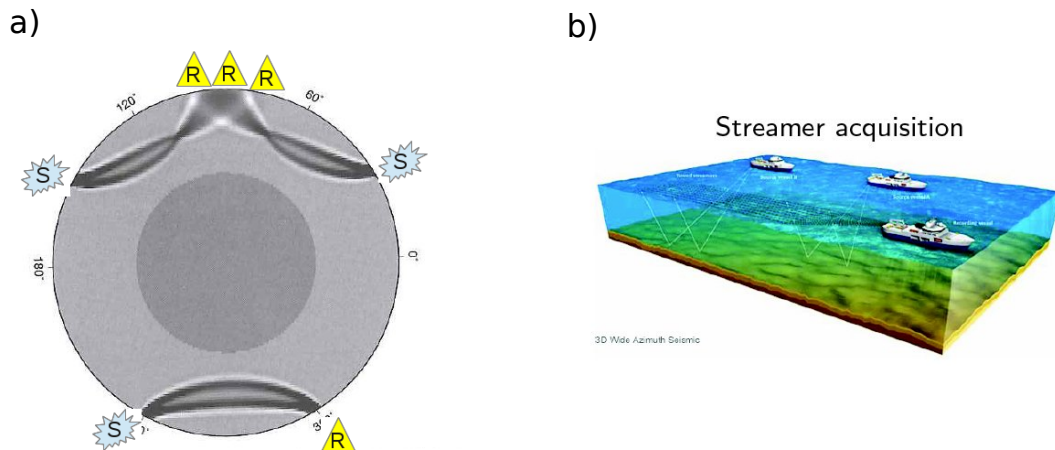 a)
R R R
120°
60°
S
S
180°
0°
S
R
b)
Streamer acquisition
3D Wide Azimuth Seismic